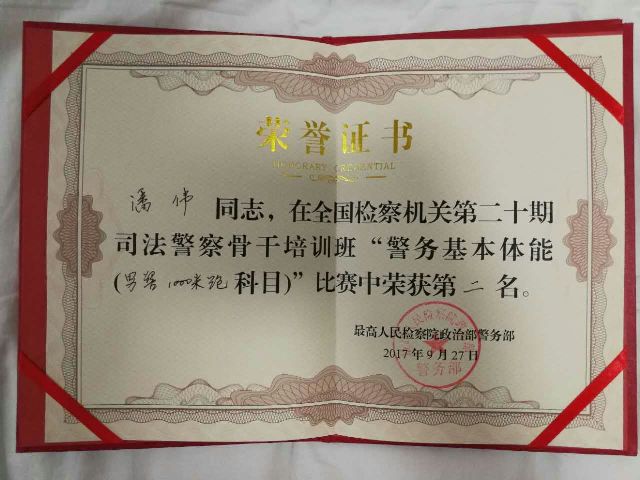 荣誉证书
HONORARY CREDENTIAL
潘伟 同志，在全国检察机关第二十期
司法警察骨干培训班“警务基本体能
(男警1000米跑科目)”比赛中荣获第二名。
最高人民检察院政治部警务部
2017年9月27日
警务部